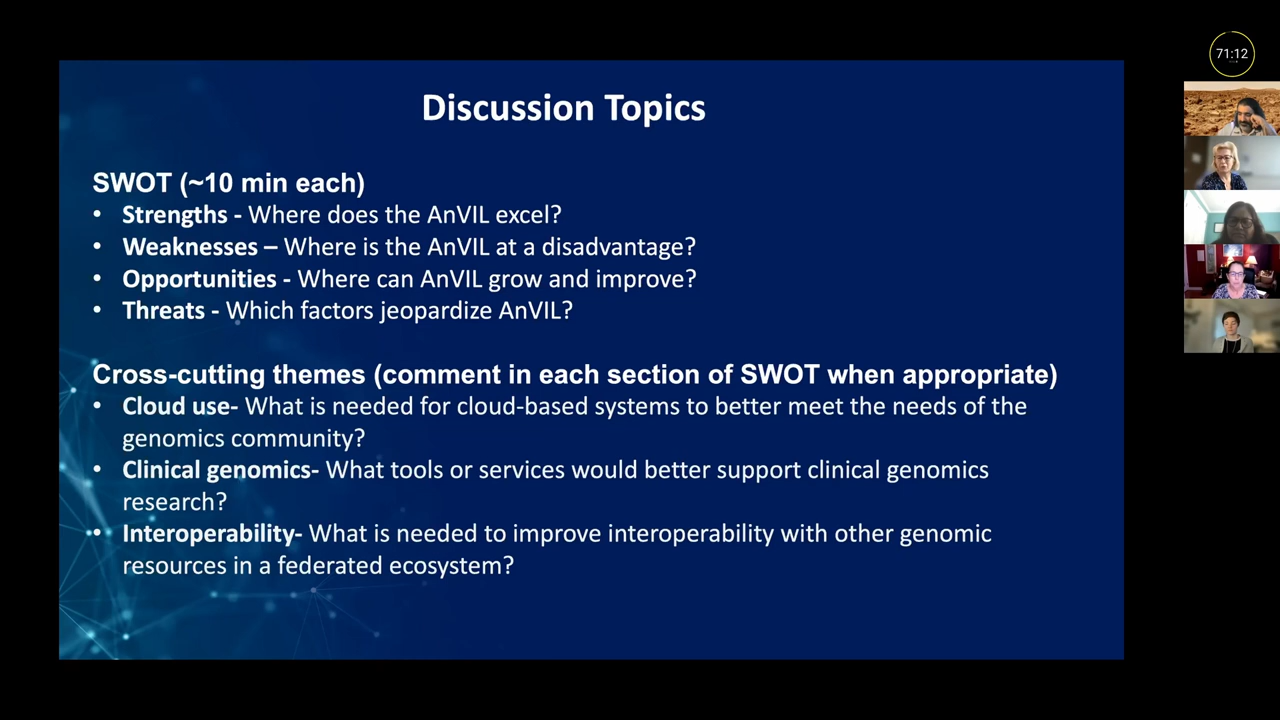 71:12
Discussion Topics
SWOT (~10 min each)
• Strengths - Where does the AnVIL excel?
• Weaknesses – Where is the AnVIL at a disadvantage?
• Opportunities - Where can AnVIL grow and improve?
• Threats - Which factors jeopardize AnVIL?
Cross-cutting themes (comment in each section of SWOT when appropriate)
• Cloud use- What is needed for cloud-based systems to better meet the needs of the
genomics community?
• Clinical genomics- What tools or services would better support clinical genomics
research?
• Interoperability- What is needed to improve interoperability with other genomic
resources in a federated ecosystem?